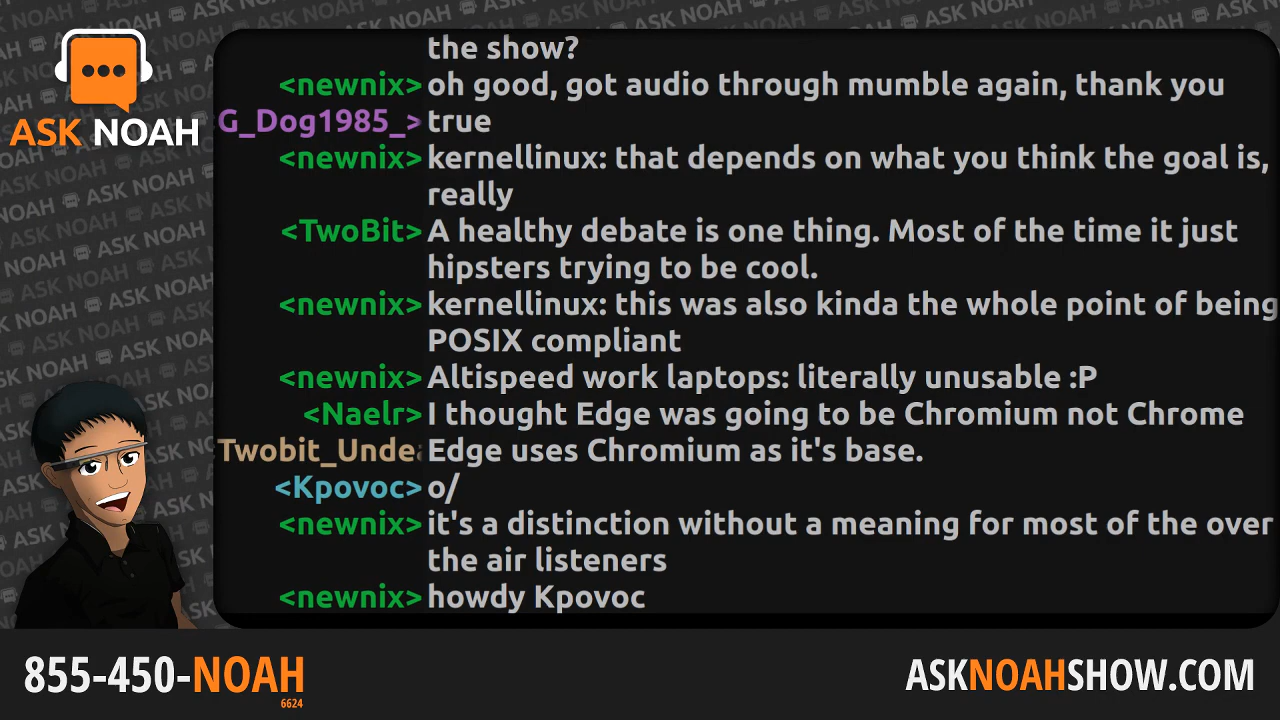 ASK NOAH
the show?
<newnix> oh good, got audio through mumble again, thank you
G_Dog1985_> true
<newnix> kernellinux: that depends on what you think the goal is,
really
<TwoBit> A healthy debate is one thing. Most of the time it just
hipsters trying to be cool.
<newnix> kernellinux: this was also kinda the whole point of being
POSIX compliant
<newnix> Altispeed work laptops: literally unusable :P
<Naelr> I thought Edge was going to be Chromium not Chrome
Twobit_Unde Edge uses Chromium as it's base.
<Kpovoc> o/
<newnix> it's a distinction without a meaning for most of the over
the air listeners
<newnix> howdy Kpovoc
855-450-NOAH
6624
ASKNOAHSHOW.COM